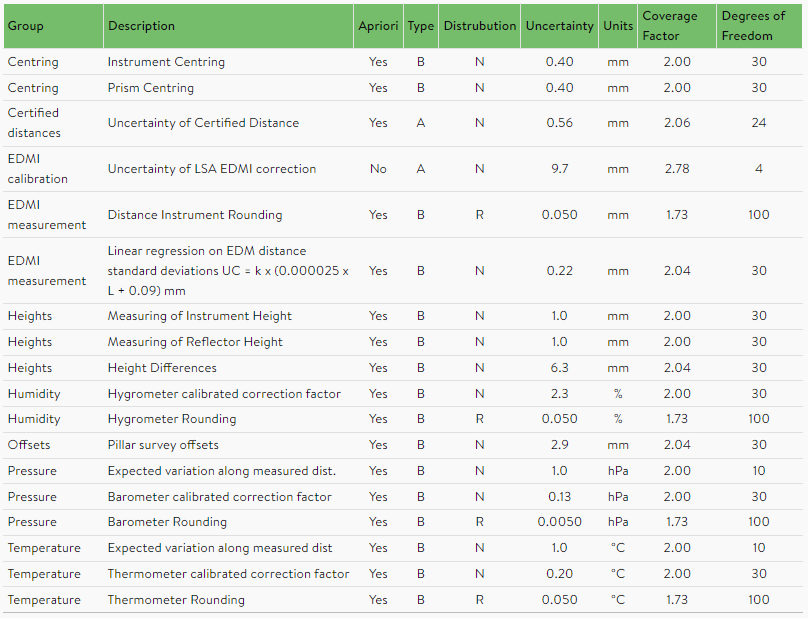 Group Description Apriori Type Distrubution Uncertainty Units Coverage Factor Degrees of Freedom
Centring Instrument Centring Yes B N 0.40 mm 2.00 30
Centring Prism Centring Yes B N 0.40 mm 2.00 30
Certified distances Uncertainty of Certified Distance Yes A N 0.56 mm 2.06 24
EDMI calibration Uncertainty of LSA EDMI correction No A N 9.7 mm 2.78 4
EDMI measurement Distance Instrument Rounding Yes B R 0.050 mm 1.73 100
EDMI measurement Linear regression on EDM distance standard deviations UC = k x (0.000025 x L + 0.09) mm Yes B N 0.22 mm 2.04 30
Heights Measuring of Instrument Height Yes B N 1.0 mm 2.00 30
Heights Measuring of Reflector Height Yes B N 1.0 mm 2.00 30
Heights Height Differences Yes B N 6.3 mm 2.04 30
Humidity Hygrometer calibrated correction factor Yes B N 2.3 % 2.00 30
Humidity Hygrometer Rounding Yes B R 0.050 % 1.73 100
Offsets Pillar survey offsets Yes B N 2.9 mm 2.04 30
Pressure Expected variation along measured dist. Yes B N 1.0 hPa 2.00 10
Pressure Barometer calibrated correction factor Yes B N 0.13 hPa 2.00 30
Pressure Barometer Rounding Yes B R 0.0050 hPa 1.73 100
Temperature Expected variation along measured dist Yes B N 1.0 °C 2.00 10
Temperature Thermometer calibrated correction factor Yes B N 0.20 °C 2.00 30
Temperature Thermometer Rounding Yes B R 0.050 °C 1.73 100